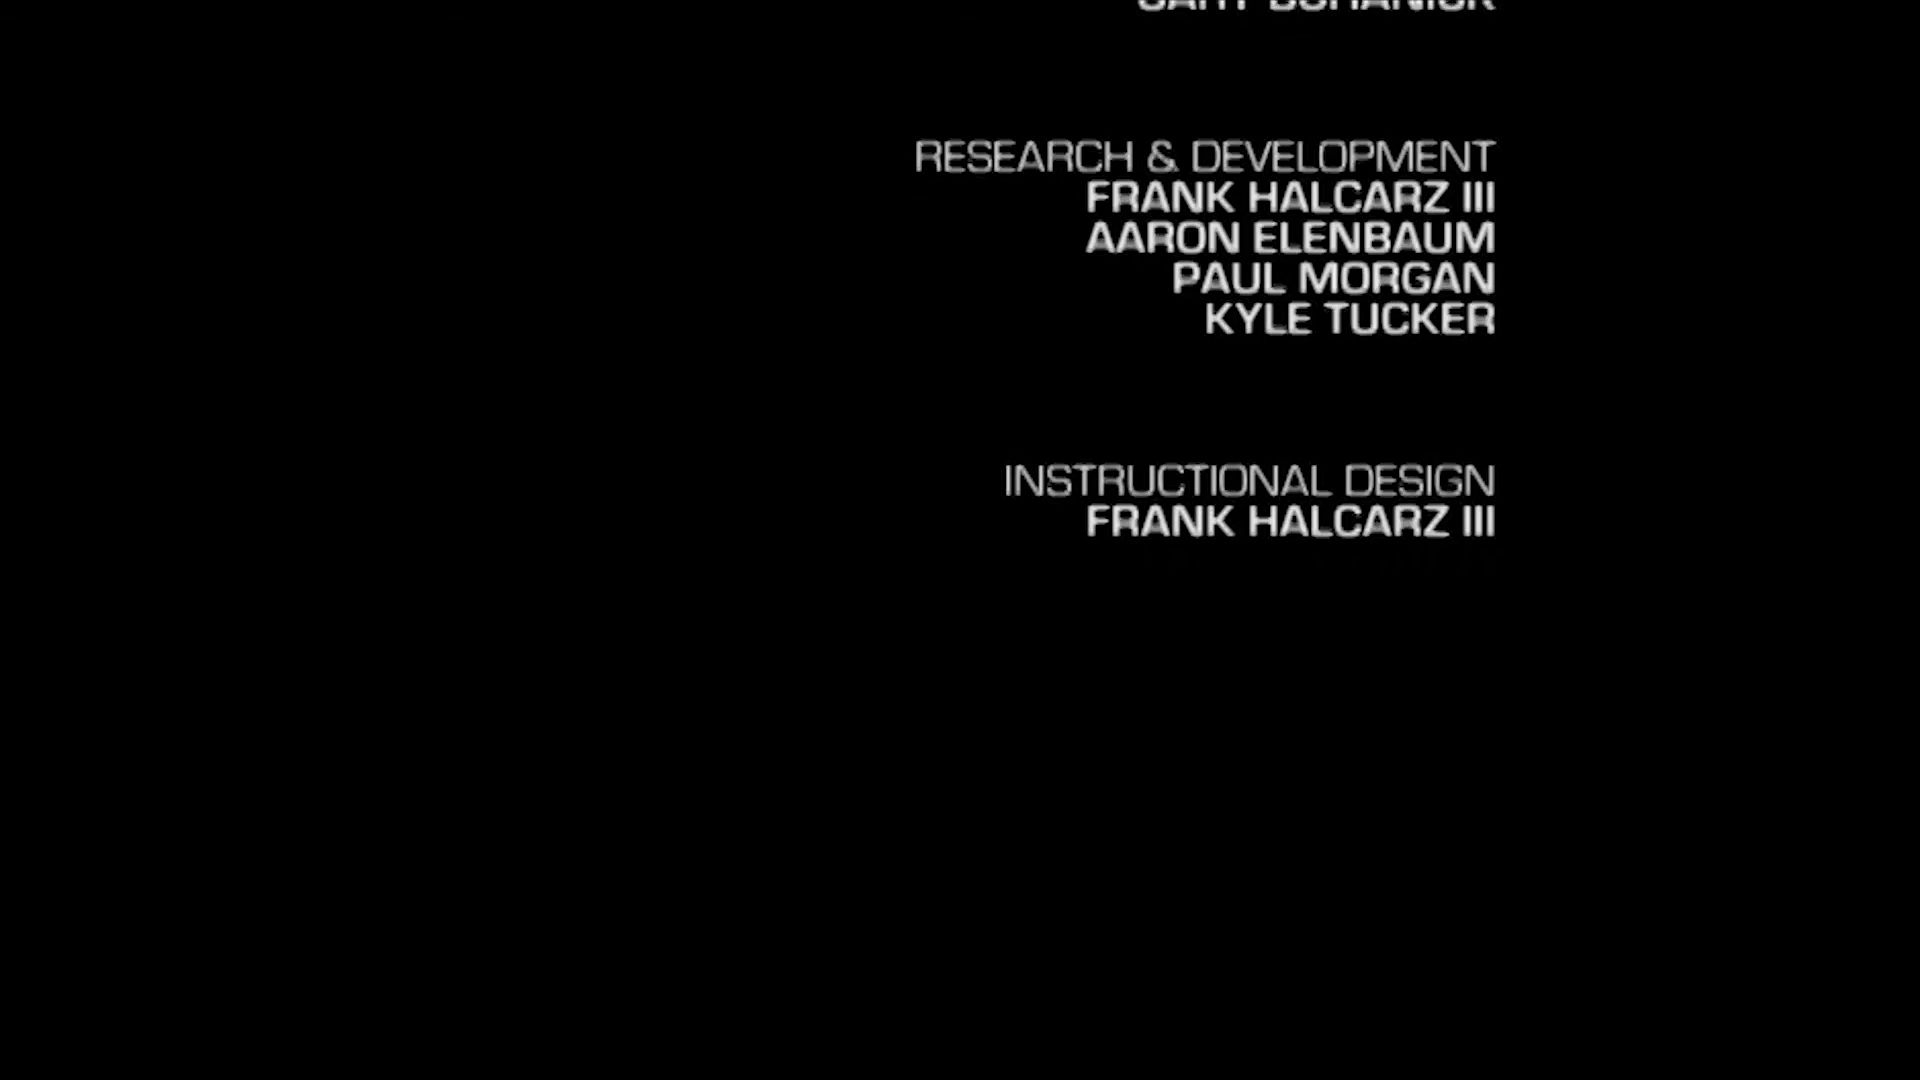 RESEARCH & DEVELOPMENT
FRANK HALCARZ III
AARON ELENBAUM
PAUL MORGAN
KYLE TUCKER
INSTRUCTIONAL DESIGN
FRANK HALCARZ III